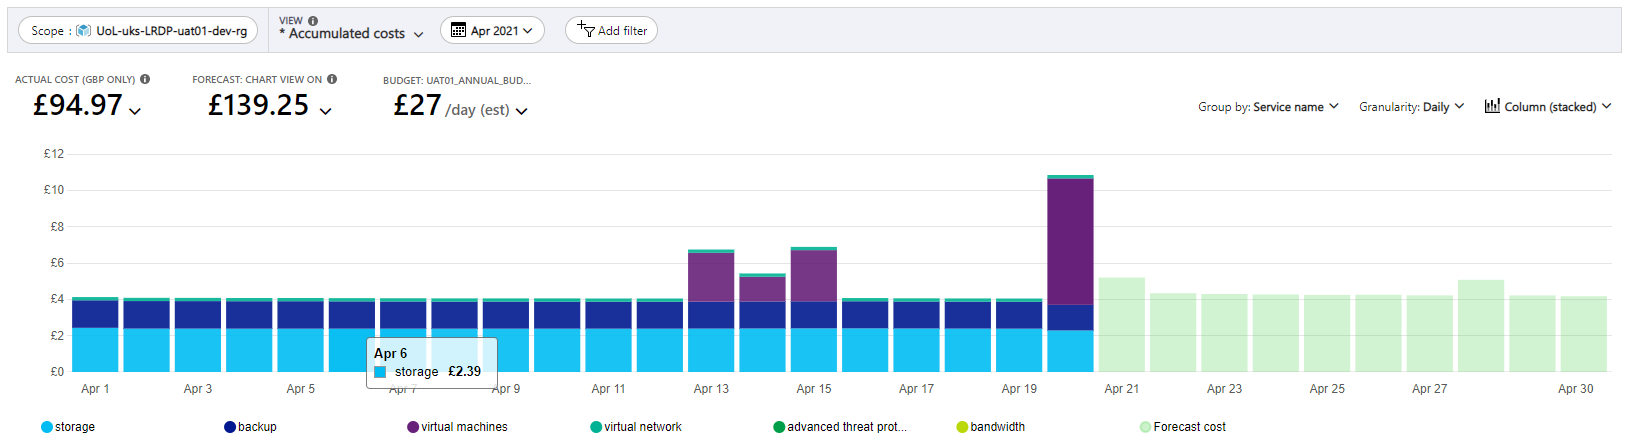 Scope : UoL-uks-LRDP-uat01-dev-rg
VIEW
* Accumulated costs
Apr 2021
Add filter
ACTUAL COST (GBP ONLY)
£94.97
FORECAST: CHART VIEW ON
£139.25
BUDGET: UAT01_ANNUAL_BUD...
£27 /day (est)
Group by: Service name
Granularity: Daily
Column (stacked)
£12
£10
£8
£6
£4
£2
£0
Apr 6
storage £2.39
Apr 1 Apr 3 Apr 5 Apr 7 Apr 9 Apr 11 Apr 13 Apr 15 Apr 17 Apr 19 Apr 21 Apr 23 Apr 25 Apr 27 Apr 30
storage backup virtual machines virtual network advanced threat prot... bandwidth Forecast cost